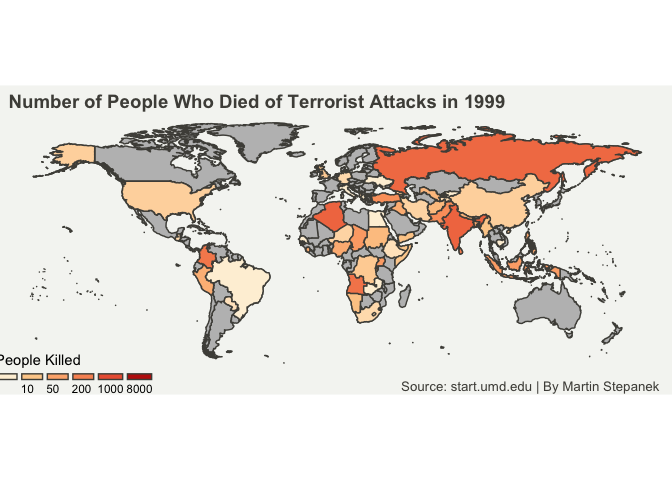 Number of People Who Died of Terrorist Attacks in 1999
People Killed
10 50 200 1000 8000
Source: start.umd.edu | By Martin Stepanek